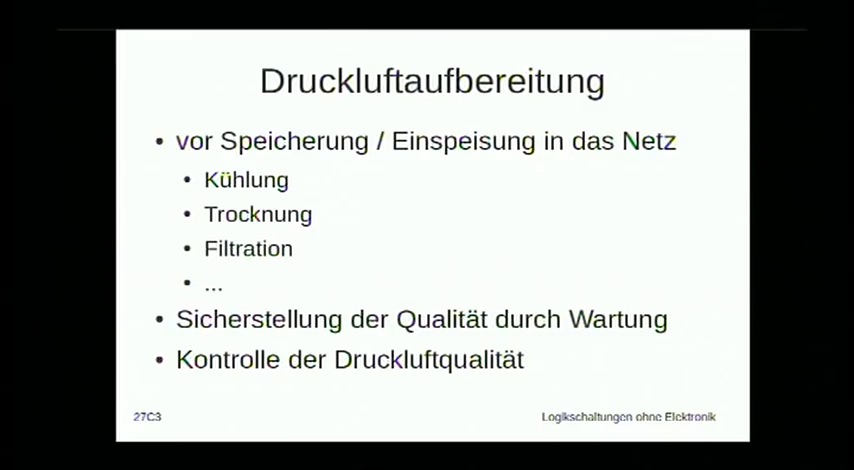 Druckluftaufbereitung
• vor Speicherung / Einspeisung in das Netz
• Kühlung
• Trocknung
• Filtration
• ...
• Sicherstellung der Qualität durch Wartung
• Kontrolle der Druckluftqualität
27C3
Logikschaltungen ohne Elektronik